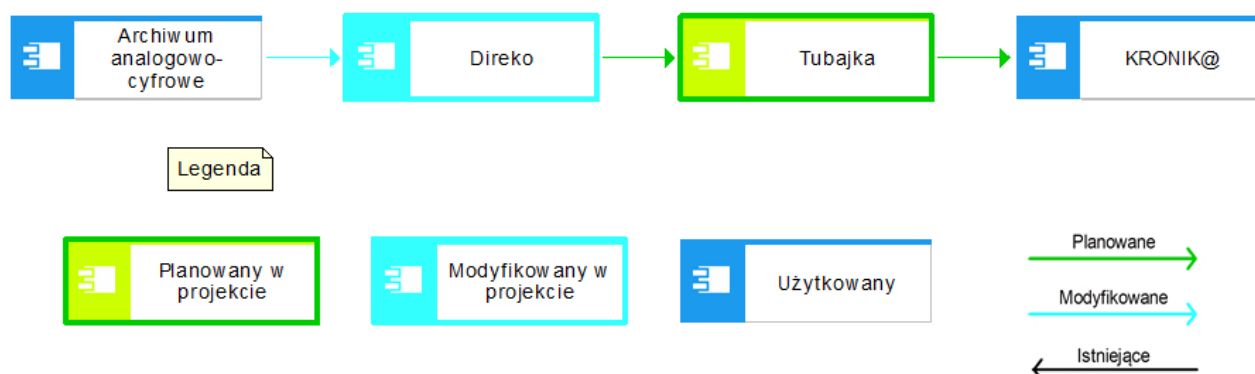 Archiwum
analogowo-
cyfrowe
Direko
Tubajka
KRONIK@
Legenda
Planowany w
projekcie
Modyfikowany w
projekcie
Użytkowany
Planowane
Modyfikowane
Istniejące